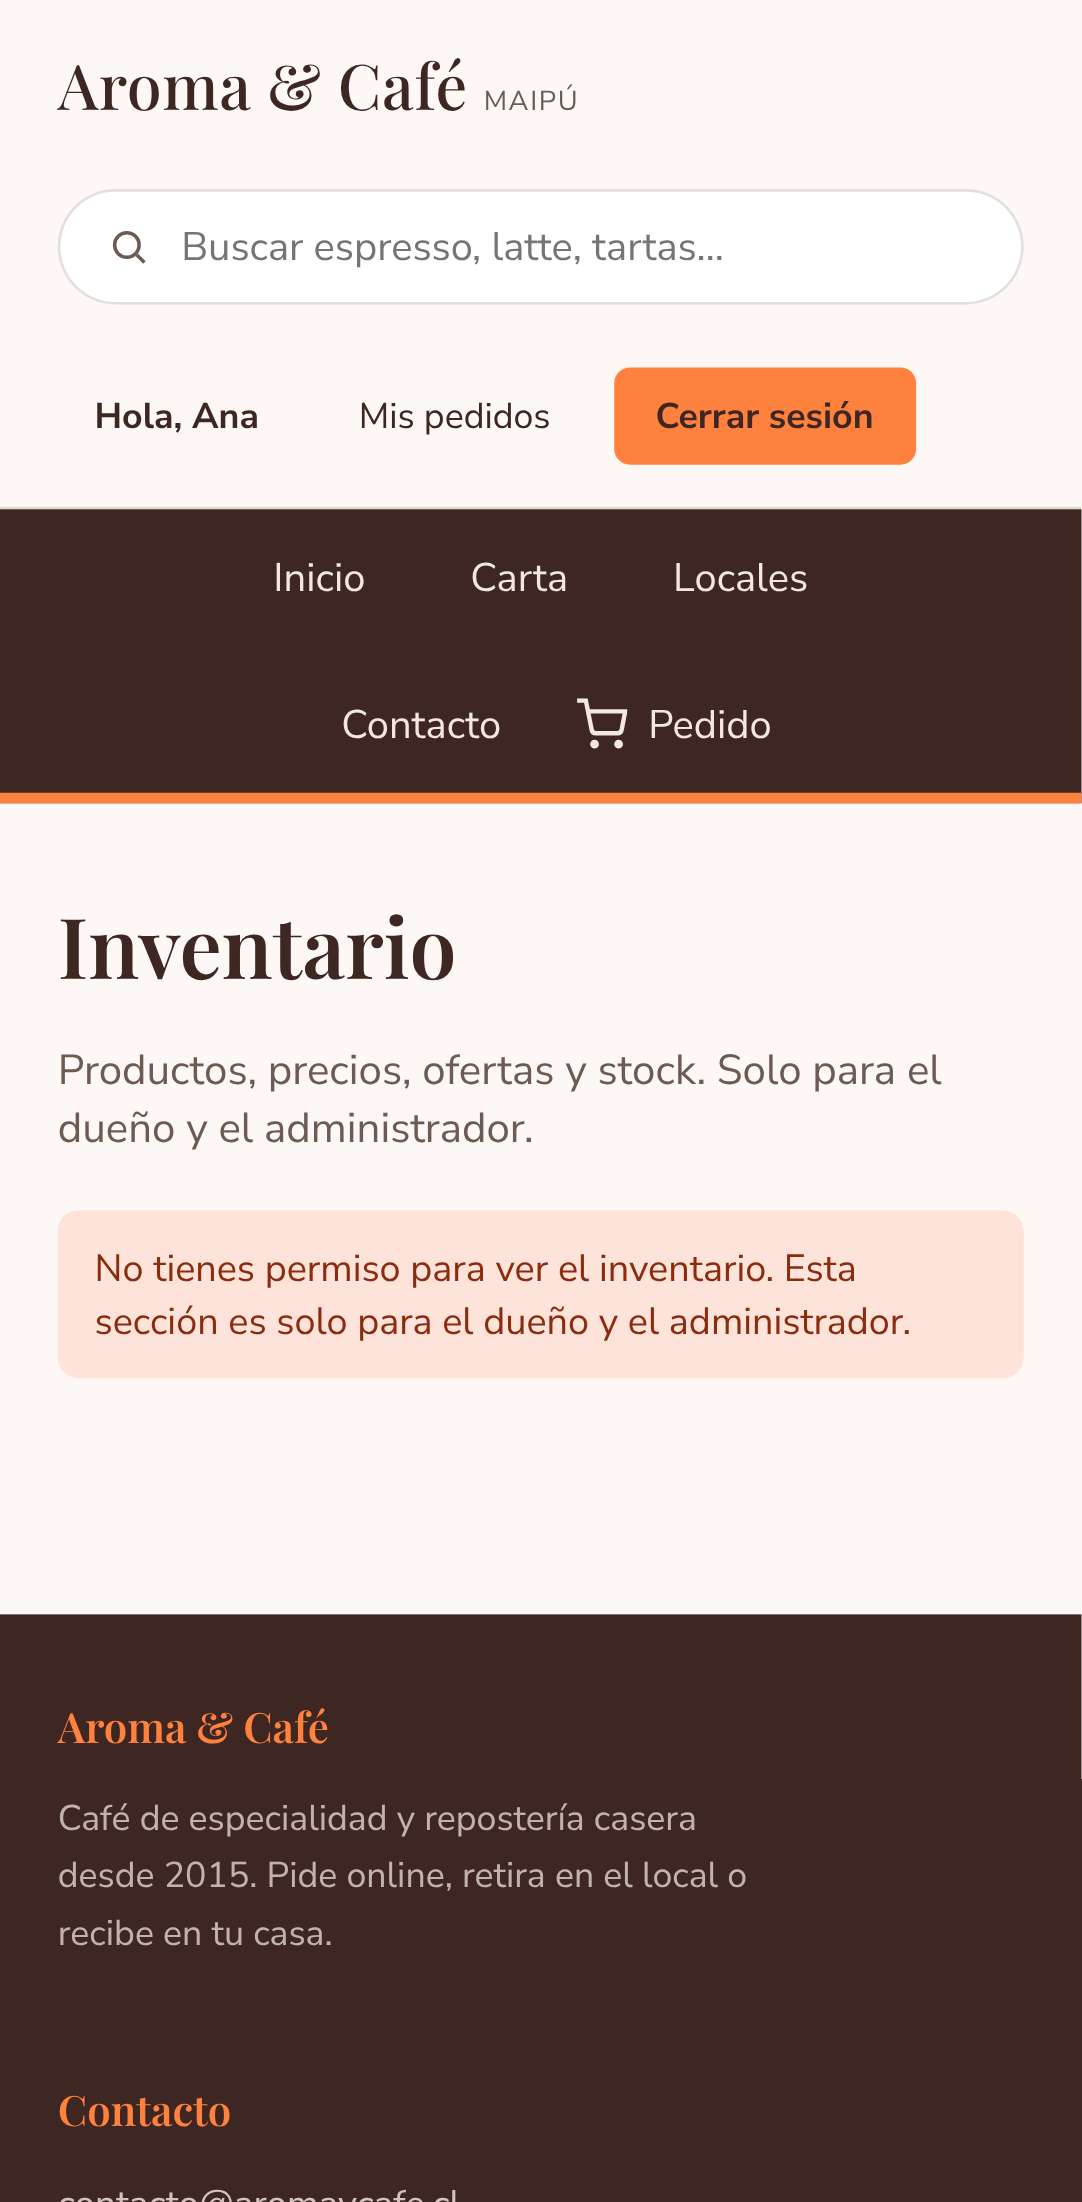 Aroma & Café MAIPÚ
Buscar espresso, latte, tartas...
Hola, Ana Mis pedidos Cerrar sesión
Inicio Carta Locales
Contacto Pedido
Inventario
Productos, precios, ofertas y stock. Solo para el
dueño y el administrador.
No tienes permiso para ver el inventario. Esta
sección es solo para el dueño y el administrador.
Aroma & Café
Café de especialidad y repostería casera
desde 2015. Pide online, retira en el local o
recibe en tu casa.
Contacto
contacto@aromaycafe.cl